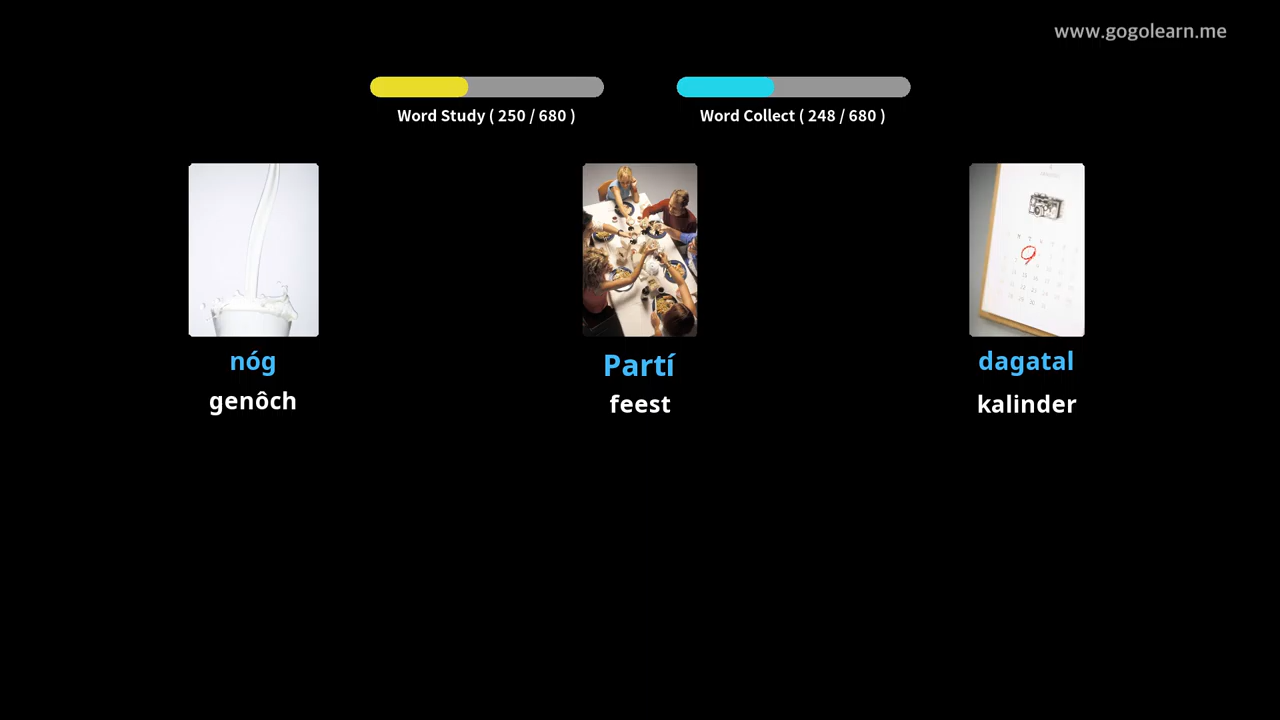 www.gogolearn.me
Word Study ( 250 / 680 )
Word Collect ( 248 / 680 )
nóg
genôch
Partí
feest
dagatal
kalinder